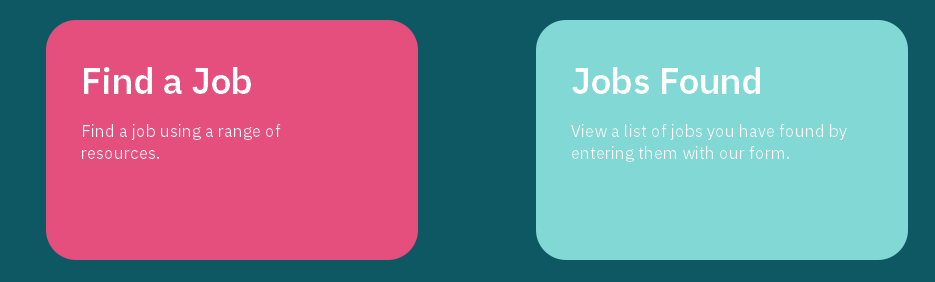 Find a Job
Find a job using a range of
resources.
Jobs Found
View a list of jobs you have found by
entering them with our form.